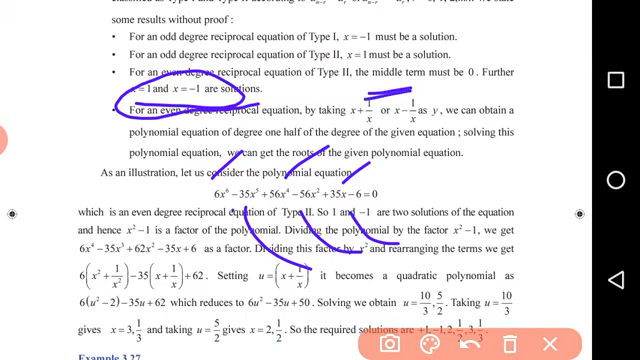 some results without proof :
• For an odd degree reciprocal equation of Type I, x = −1 must be a solution.
• For an odd degree reciprocal equation of Type II, x = 1 must be a solution.
• For an even degree reciprocal equation of Type II, the middle term must be 0 . Further
x = 1 and x = −1 are solutions.
• For an even degree reciprocal equation, by taking x + 1/x or x − 1/x as y , we can obtain a
polynomial equation of degree one half of the degree of the given equation ; solving this
polynomial equation, we can get the roots of the given polynomial equation.
As an illustration, let us consider the polynomial equation
6x⁶ − 35x⁵ + 56x⁴ − 56x² + 35x − 6 = 0
which is an even degree reciprocal equation of Type II. So 1 and −1 are two solutions of the equation
and hence x² − 1 is a factor of the polynomial. Dividing the polynomial by the factor x² − 1, we get
6x⁴ − 35x³ + 62x² − 35x + 6 as a factor. Dividing this factor by x² and rearranging the terms we get
6(x² + 1/x²) − 35(x + 1/x) + 62 . Setting u = (x + 1/x) it becomes a quadratic polynomial as
6(u² − 2) − 35u + 62 which reduces to 6u² − 35u + 50 . Solving we obtain u = 10/3, 5/2 . Taking u = 10/3
gives x = 3, 1/3 and taking u = 5/2 gives x = 2, 1/2 . So the required solutions are +1, −1, 2, 1/2, 3, 1/3 .
Example 3.27